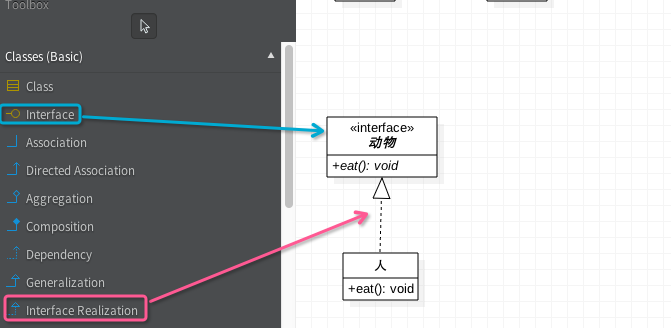 Toolbox
Classes (Basic)
Class
Interface
Association
Directed Association
Aggregation
Composition
Dependency
Generalization
Interface Realization
«interface»
动物
+eat(): void
人
+eat(): void